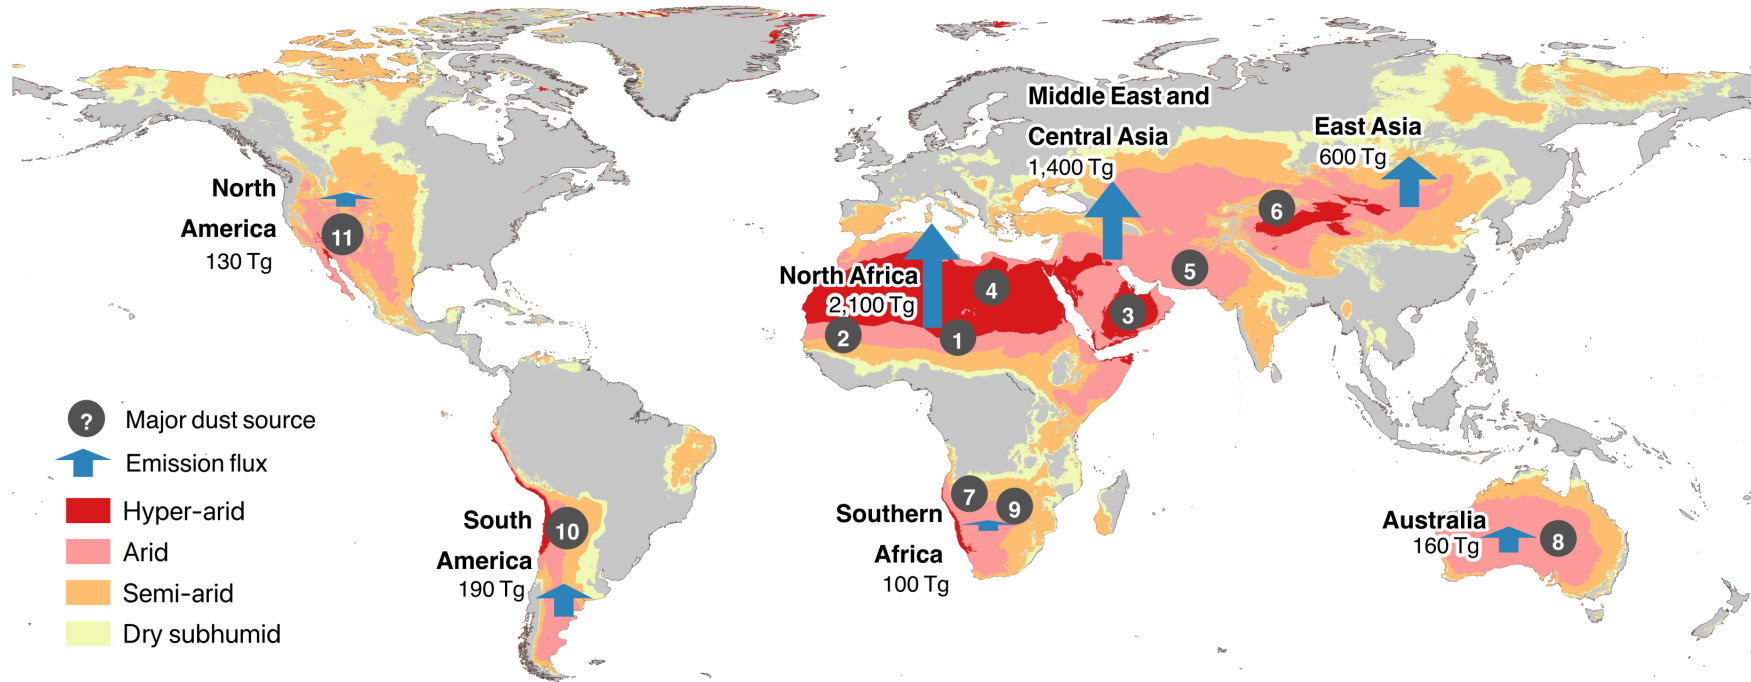 Middle East and
Central Asia
1,400 Tg
East Asia
600 Tg
North
America
130 Tg
11
6
5
North Africa
2,100 Tg
4
3
2
1
?
Major dust source
Emission flux
Hyper-arid
Arid
Semi-arid
Dry subhumid
South
America
190 Tg
10
7
9
Southern
Africa
100 Tg
Australia
160 Tg
8